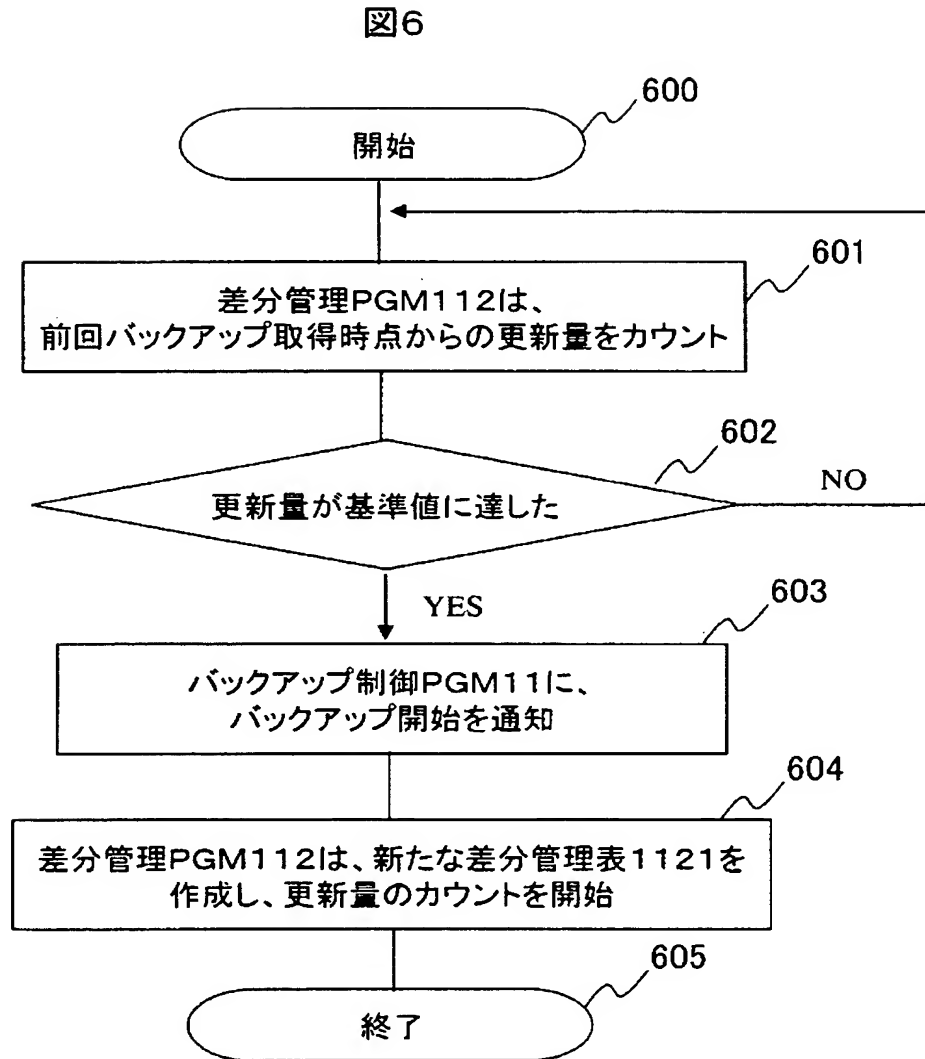 図6
600
開始
601
差分管理PGM112は、
前回バックアップ取得時点からの更新量をカウント
602
更新量が基準値に達した
NO
YES
603
バックアップ制御PGM11に、
バックアップ開始を通知
604
差分管理PGM112は、新たな差分管理表1121を
作成し、更新量のカウントを開始
605
終了